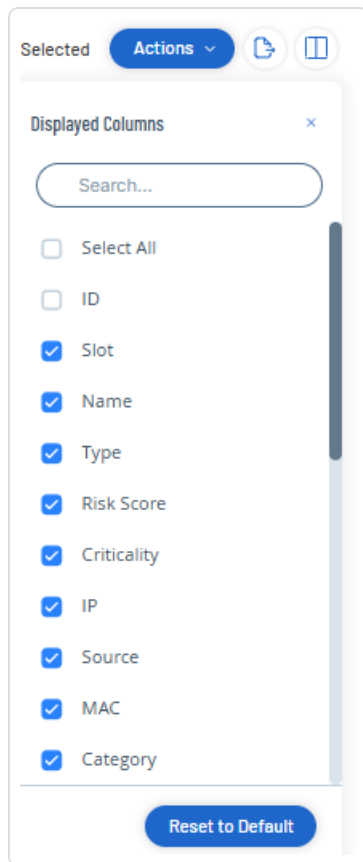 Selected Actions
Displayed Columns ×
Search...
Select All
ID
Slot
Name
Type
Risk Score
Criticality
IP
Source
MAC
Category
Reset to Default